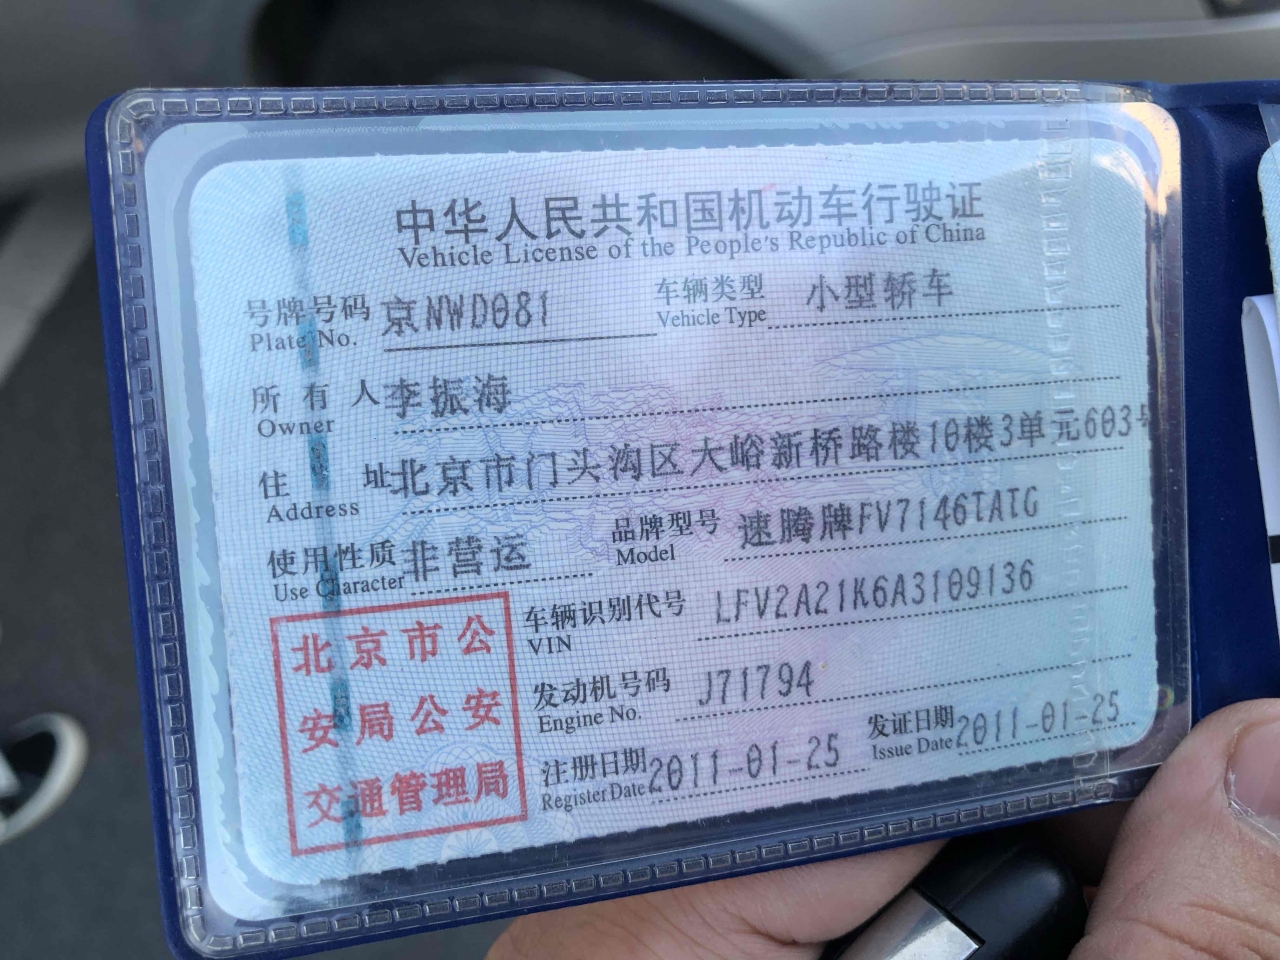 中华人民共和国机动车行驶证
Vehicle License of the People's Republic of China
号牌号码 京NWD081 车辆类型 小型轿车
Plate No. Vehicle Type
所有人 李振海
Owner
住址 北京市门头沟区大峪新桥路楼10楼3单元603号
Address
使用性质 非营运 品牌型号 速腾牌FV7146TATG
Use Character Model
车辆识别代号 LFV2A21K6A3109136
VIN
发动机号码 J71794
Engine No.
注册日期 2011-01-25 发证日期 2011-01-25
Register Date Issue Date
北京市公
安局公安
交通管理局